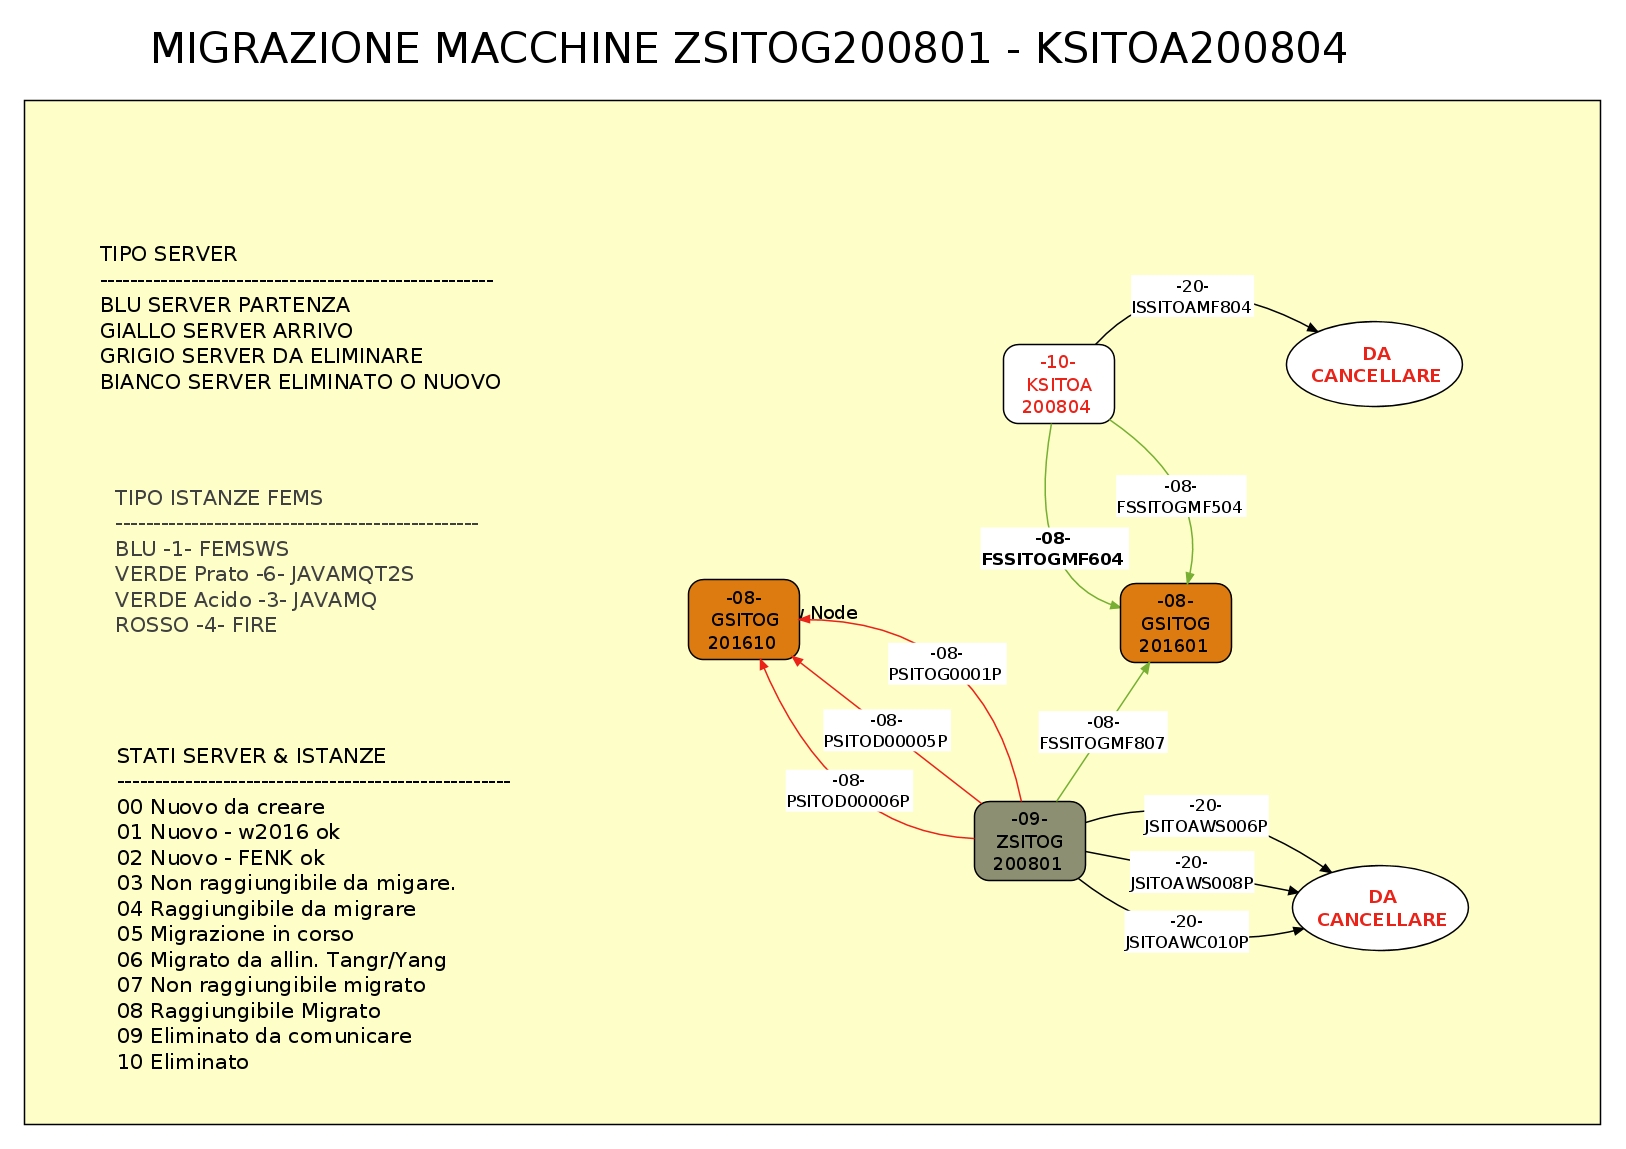 MIGRAZIONE MACCHINE ZSITOG200801 - KSITOA200804
TIPO SERVER
----------------------------------------------------
BLU SERVER PARTENZA
GIALLO SERVER ARRIVO
GRIGIO SERVER DA ELIMINARE
BIANCO SERVER ELIMINATO O NUOVO
TIPO ISTANZE FEMS
------------------------------------------------
BLU -1- FEMSWS
VERDE Prato -6- JAVAMQT2S
VERDE Acido -3- JAVAMQ
ROSSO -4- FIRE
STATI SERVER & ISTANZE
----------------------------------------------------
00 Nuovo da creare
01 Nuovo - w2016 ok
02 Nuovo - FENK ok
03 Non raggiungibile da migare.
04 Raggiungibile da migrare
05 Migrazione in corso
06 Migrato da allin. Tangr/Yang
07 Non raggiungibile migrato
08 Raggiungibile Migrato
09 Eliminato da comunicare
10 Eliminato
-20-
ISSITOAMF804
DA
CANCELLARE
-10-
KSITOA
200804
-08-
FSSITOGMF504
-08-
FSSITOGMF604
-08-
GSITOG
201610
Node
-08-
GSITOG
201601
-08-
PSITOG0001P
-08-
PSITOD00005P
-08-
FSSITOGMF807
-08-
PSITOD00006P
-09-
ZSITOG
200801
-20-
JSITOAWS006P
-20-
JSITOAWS008P
-20-
JSITOAWC010P
DA
CANCELLARE